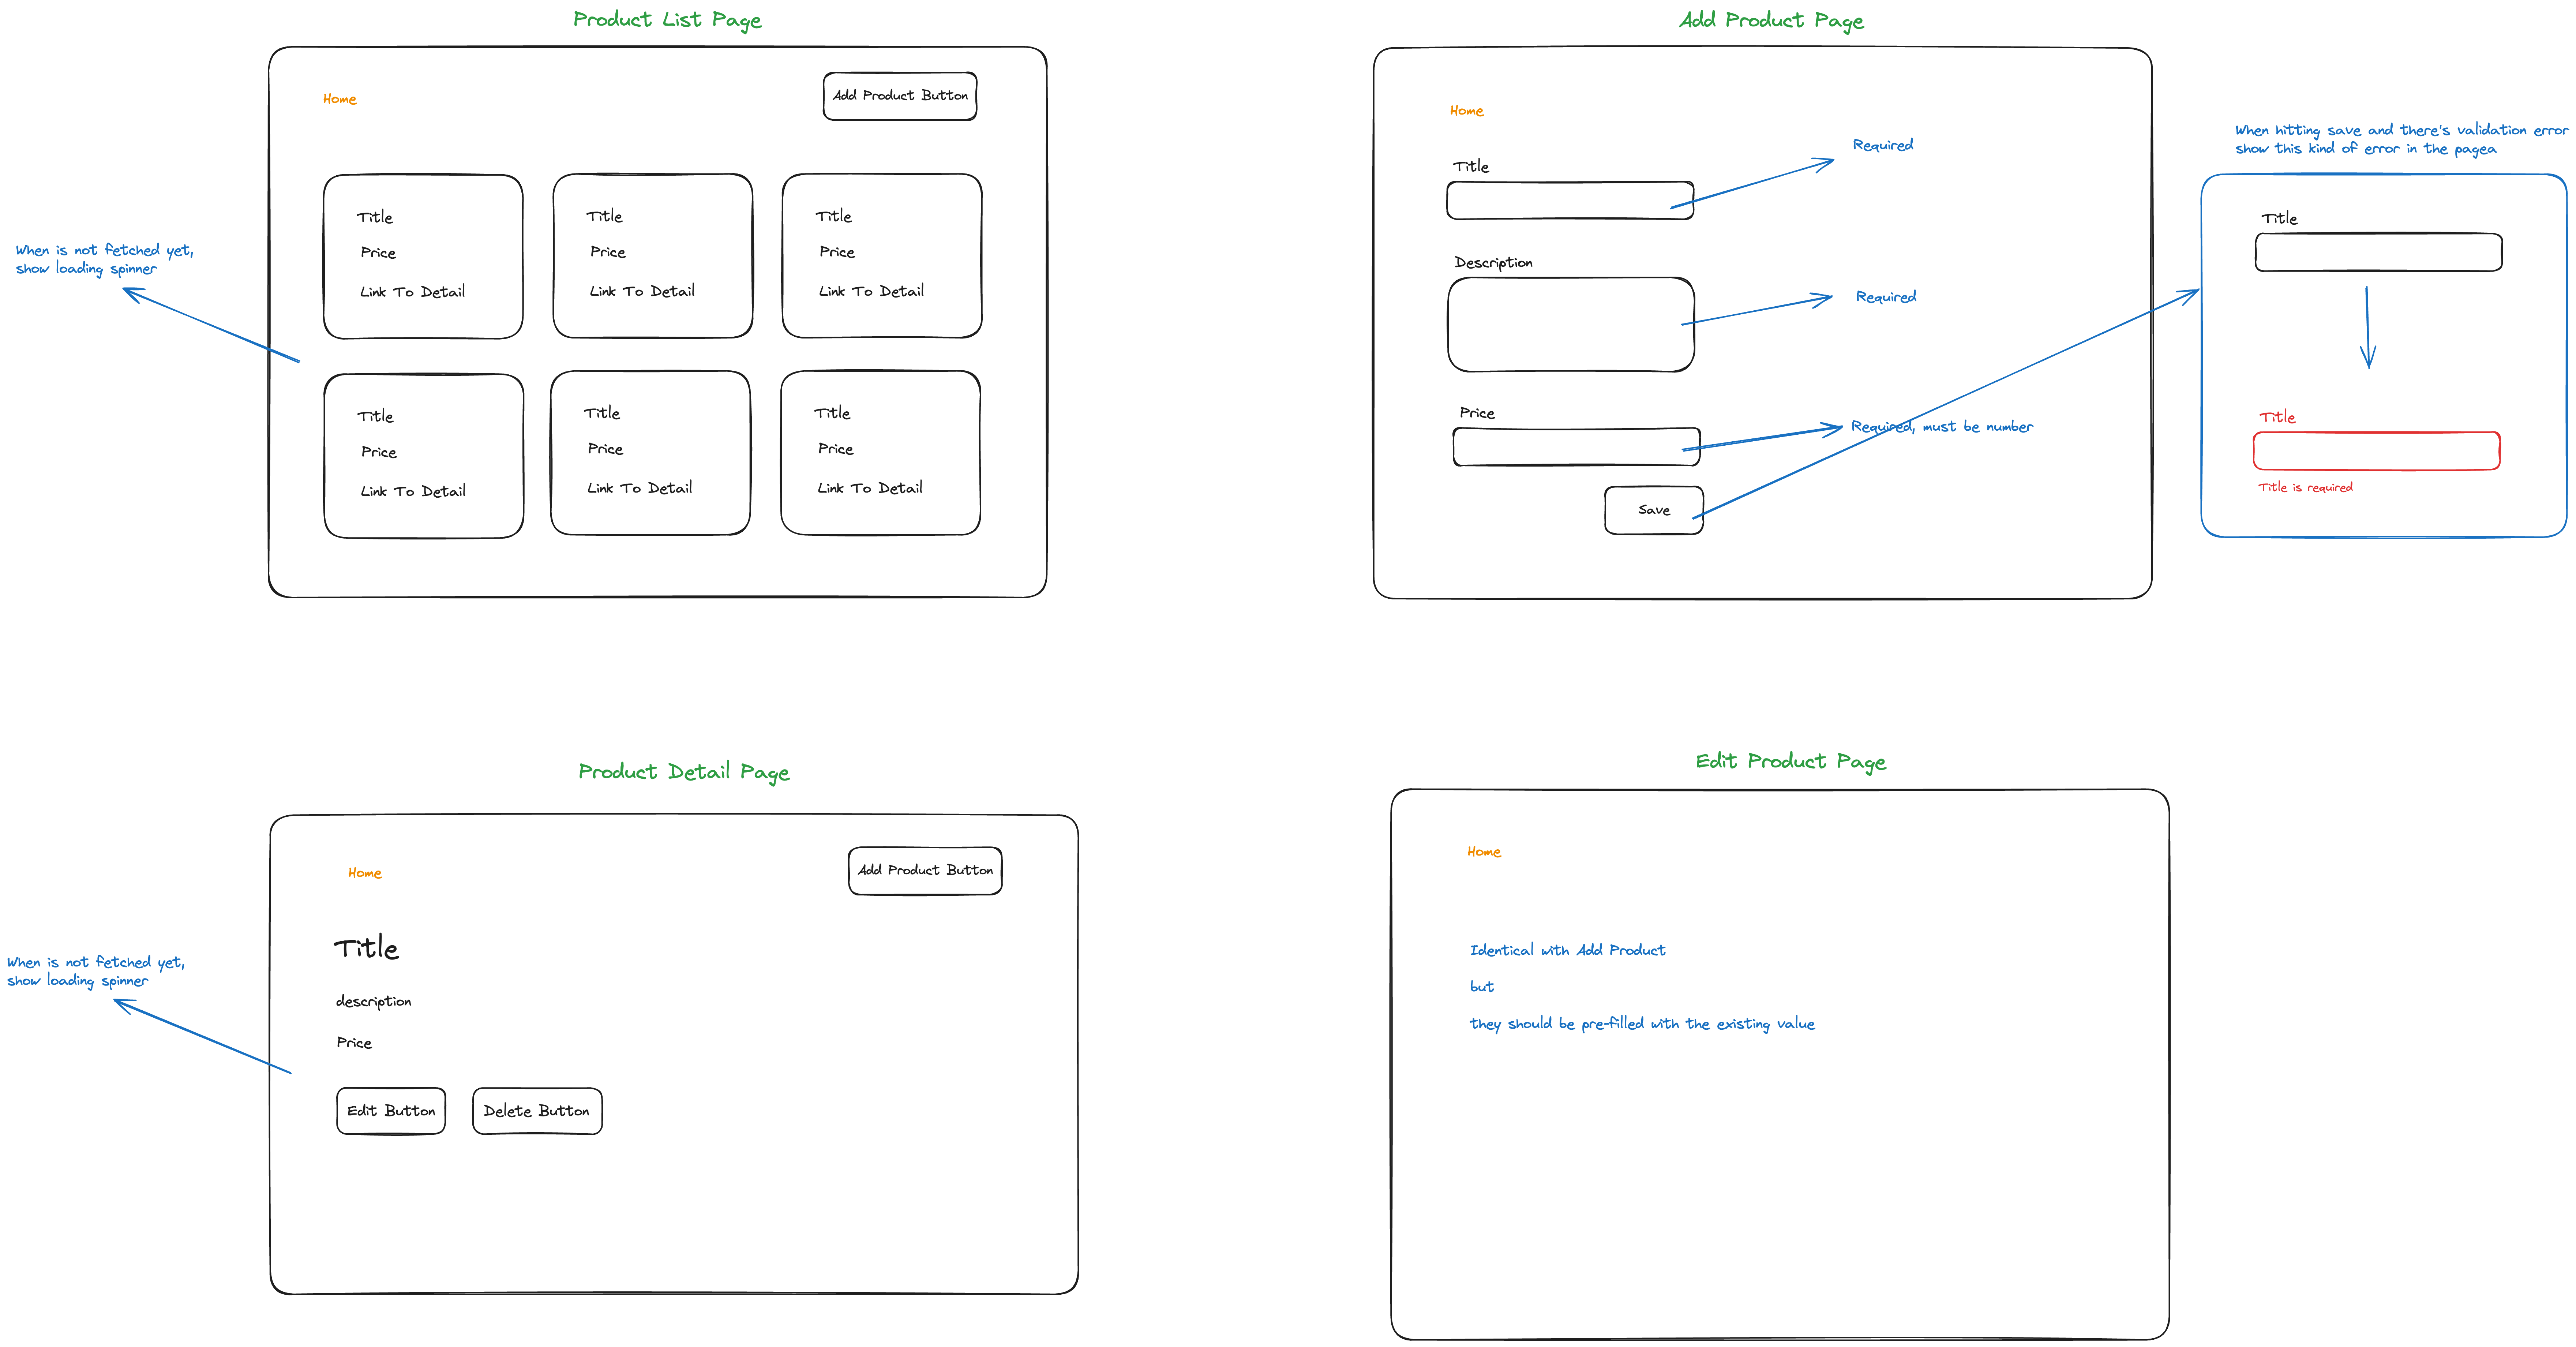 Product List Page
Home
Add Product Button
When is not fetched yet,
show loading spinner
Title
Price
Link To Detail
Title
Price
Link To Detail
Title
Price
Link To Detail
Title
Price
Link To Detail
Title
Price
Link To Detail
Title
Price
Link To Detail
Add Product Page
Home
Title
Required
Description
Required
Price
Required, must be number
Save
When hitting save and there's validation error
show this kind of error in the pagea
Title
Title
Title is required
Product Detail Page
Home
Add Product Button
When is not fetched yet,
show loading spinner
Title
description
Price
Edit Button
Delete Button
Edit Product Page
Home
Identical with Add Product
but
they should be pre-filled with the existing value